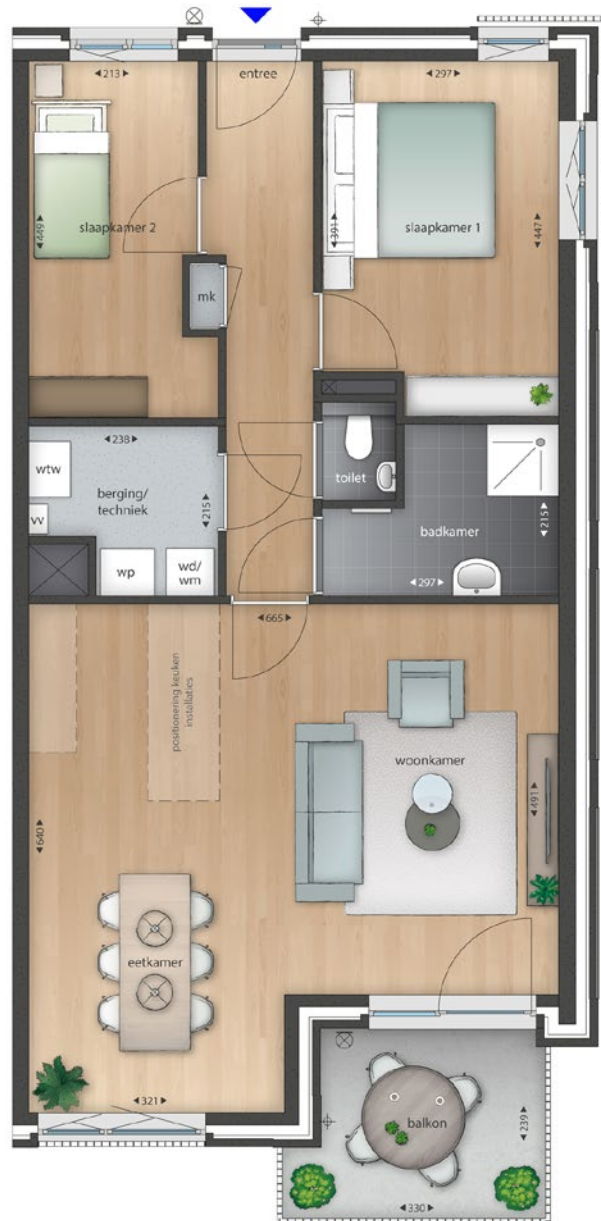 213
entree
297
449
slaapkamer 2
391
slaapkamer 1
447
mk
238
wtw
berging/
techniek
215
vv
wp
wd/
wm
toilet
badkamer
215
297
665
positionering keuken
installaties
woonkamer
491
640
eetkamer
321
balkon
239
330